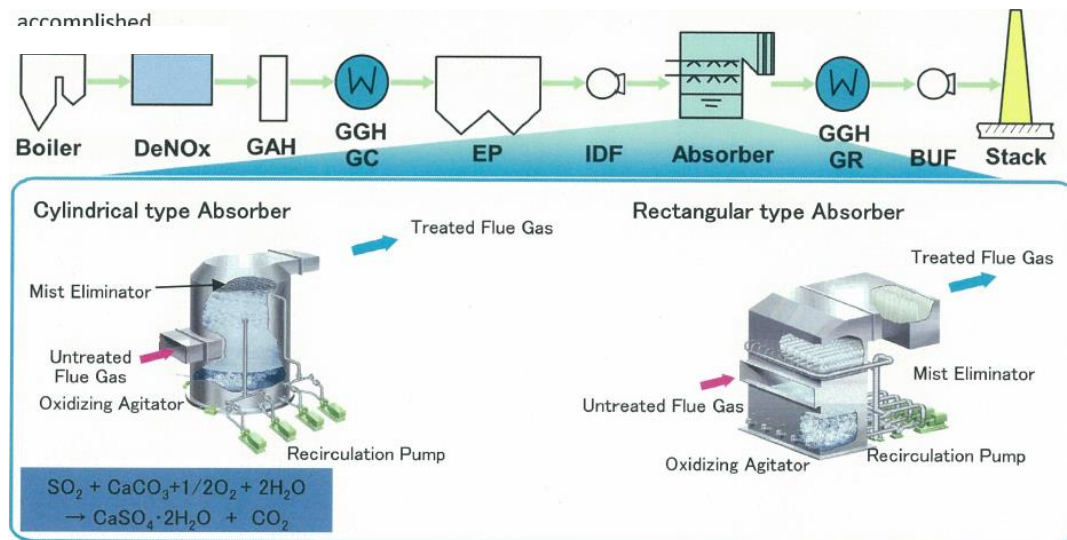 accomplished
Boiler DeNOx GAH GGH GC EP IDF Absorber GGH GR BUF Stack
Cylindrical type Absorber
Treated Flue Gas
Mist Eliminator
Untreated
Flue Gas
Oxidizing Agitator
Recirculation Pump
SO₂ + CaCO₃+1/2O₂ + 2H₂O
→ CaSO₄·2H₂O + CO₂
Rectangular type Absorber
Treated Flue Gas
Mist Eliminator
Untreated Flue Gas
Oxidizing Agitator
Recirculation Pump